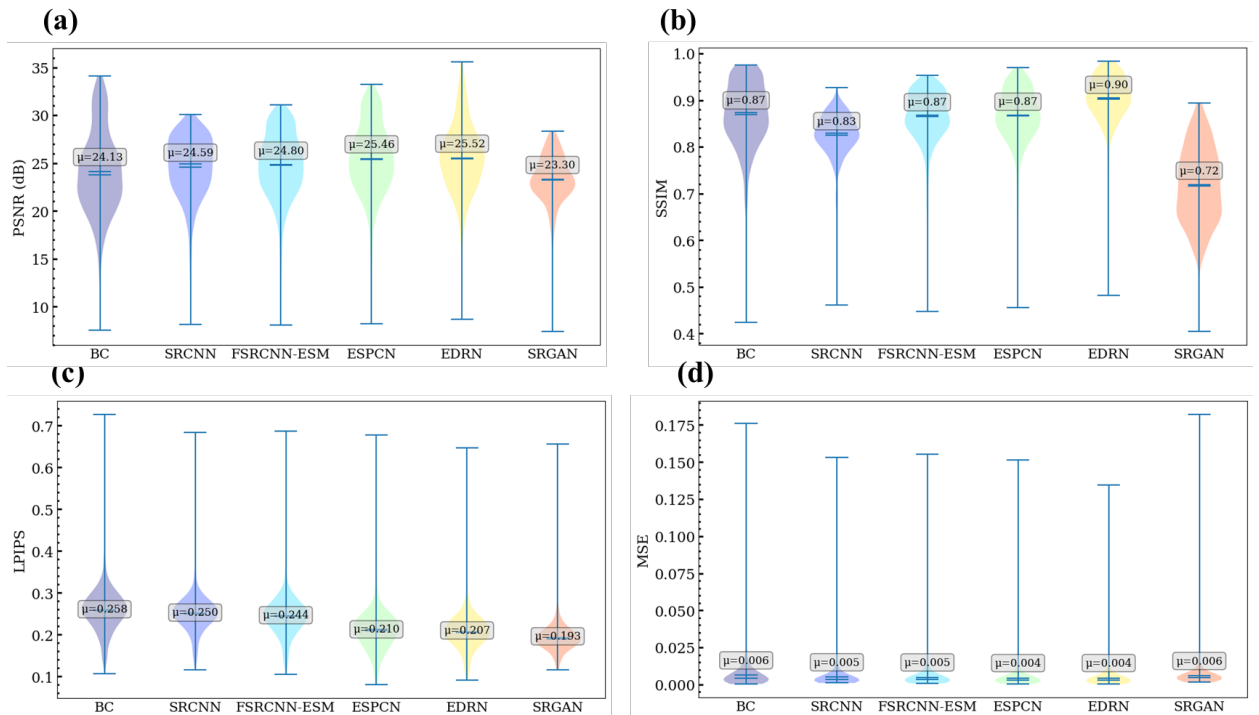 (a)
35
30
25
20
15
10
PSNR (dB)
μ=24.13
μ=24.59
μ=24.80
μ=25.46
μ=25.52
μ=23.30
BC SRCNN FSRCNN-ESM ESPCN EDRN SRGAN
(b)
1.0
0.9
0.8
0.7
0.6
0.5
0.4
SSIM
μ=0.87
μ=0.83
μ=0.87
μ=0.87
μ=0.90
μ=0.72
BC SRCNN FSRCNN-ESM ESPCN EDRN SRGAN
(c)
0.7
0.6
0.5
0.4
0.3
0.2
0.1
LPIPS
μ=0.258
μ=0.250
μ=0.244
μ=0.210
μ=0.207
μ=0.193
BC SRCNN FSRCNN-ESM ESPCN EDRN SRGAN
(d)
0.175
0.150
0.125
0.100
0.075
0.050
0.025
0.000
MSE
μ=0.006
μ=0.005
μ=0.005
μ=0.004
μ=0.004
μ=0.006
BC SRCNN FSRCNN-ESM ESPCN EDRN SRGAN